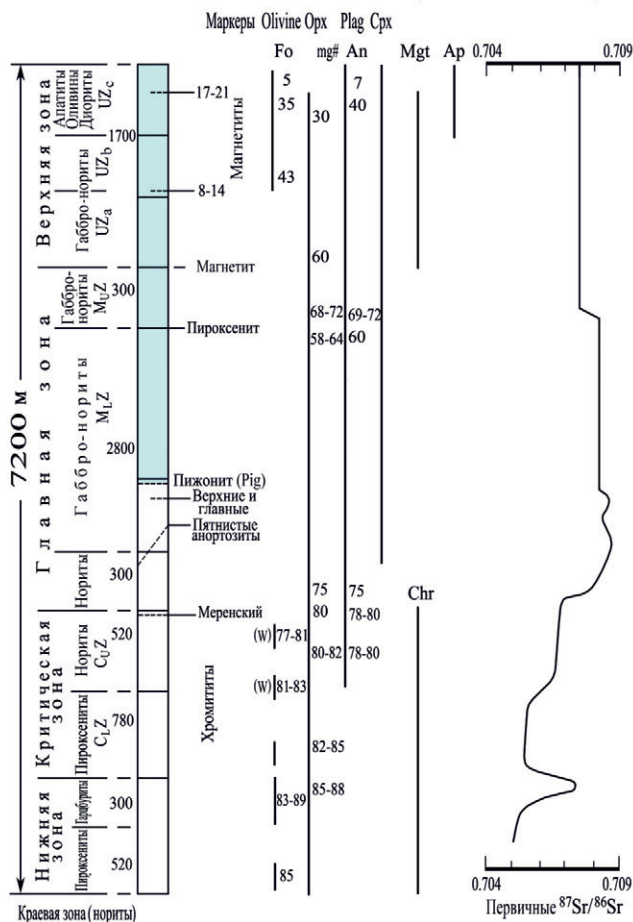 Маркеры Olivine Opx Plag Cpx
Fo mg# An Mgt Ap
0.704 0.709
Верхняя зона
Апатиты
Оливины
Диориты
UZc
17-21
5
7
35
40
30
1700
Магнетиты
Габбро-нориты
UZb
43
8-14
UZa
60
Магнетит
7200 м
Главная зона
Габбро-
нориты
MUZ
300
68-72 69-72
Пироксенит
58-64 60
Габбро-нориты
MLZ
2800
Пижонит (Pig)
Верхние и
главные
Пятнистые
анортозиты
Нориты
300
75 75 Chr
Меренский
80 78-80
Критическая
зона
Нориты
CUZ
520
(w) 77-81
80-82 78-80
(w) 81-83
Хромититы
Пироксениты
CLZ
780
82-85
85-88
Нижняя
зона
Гарцбургиты
300
83-89
Пироксениты
520
85
0.704 0.709
Краевая зона (нориты)
Первичные ⁸⁷Sr/⁸⁶Sr